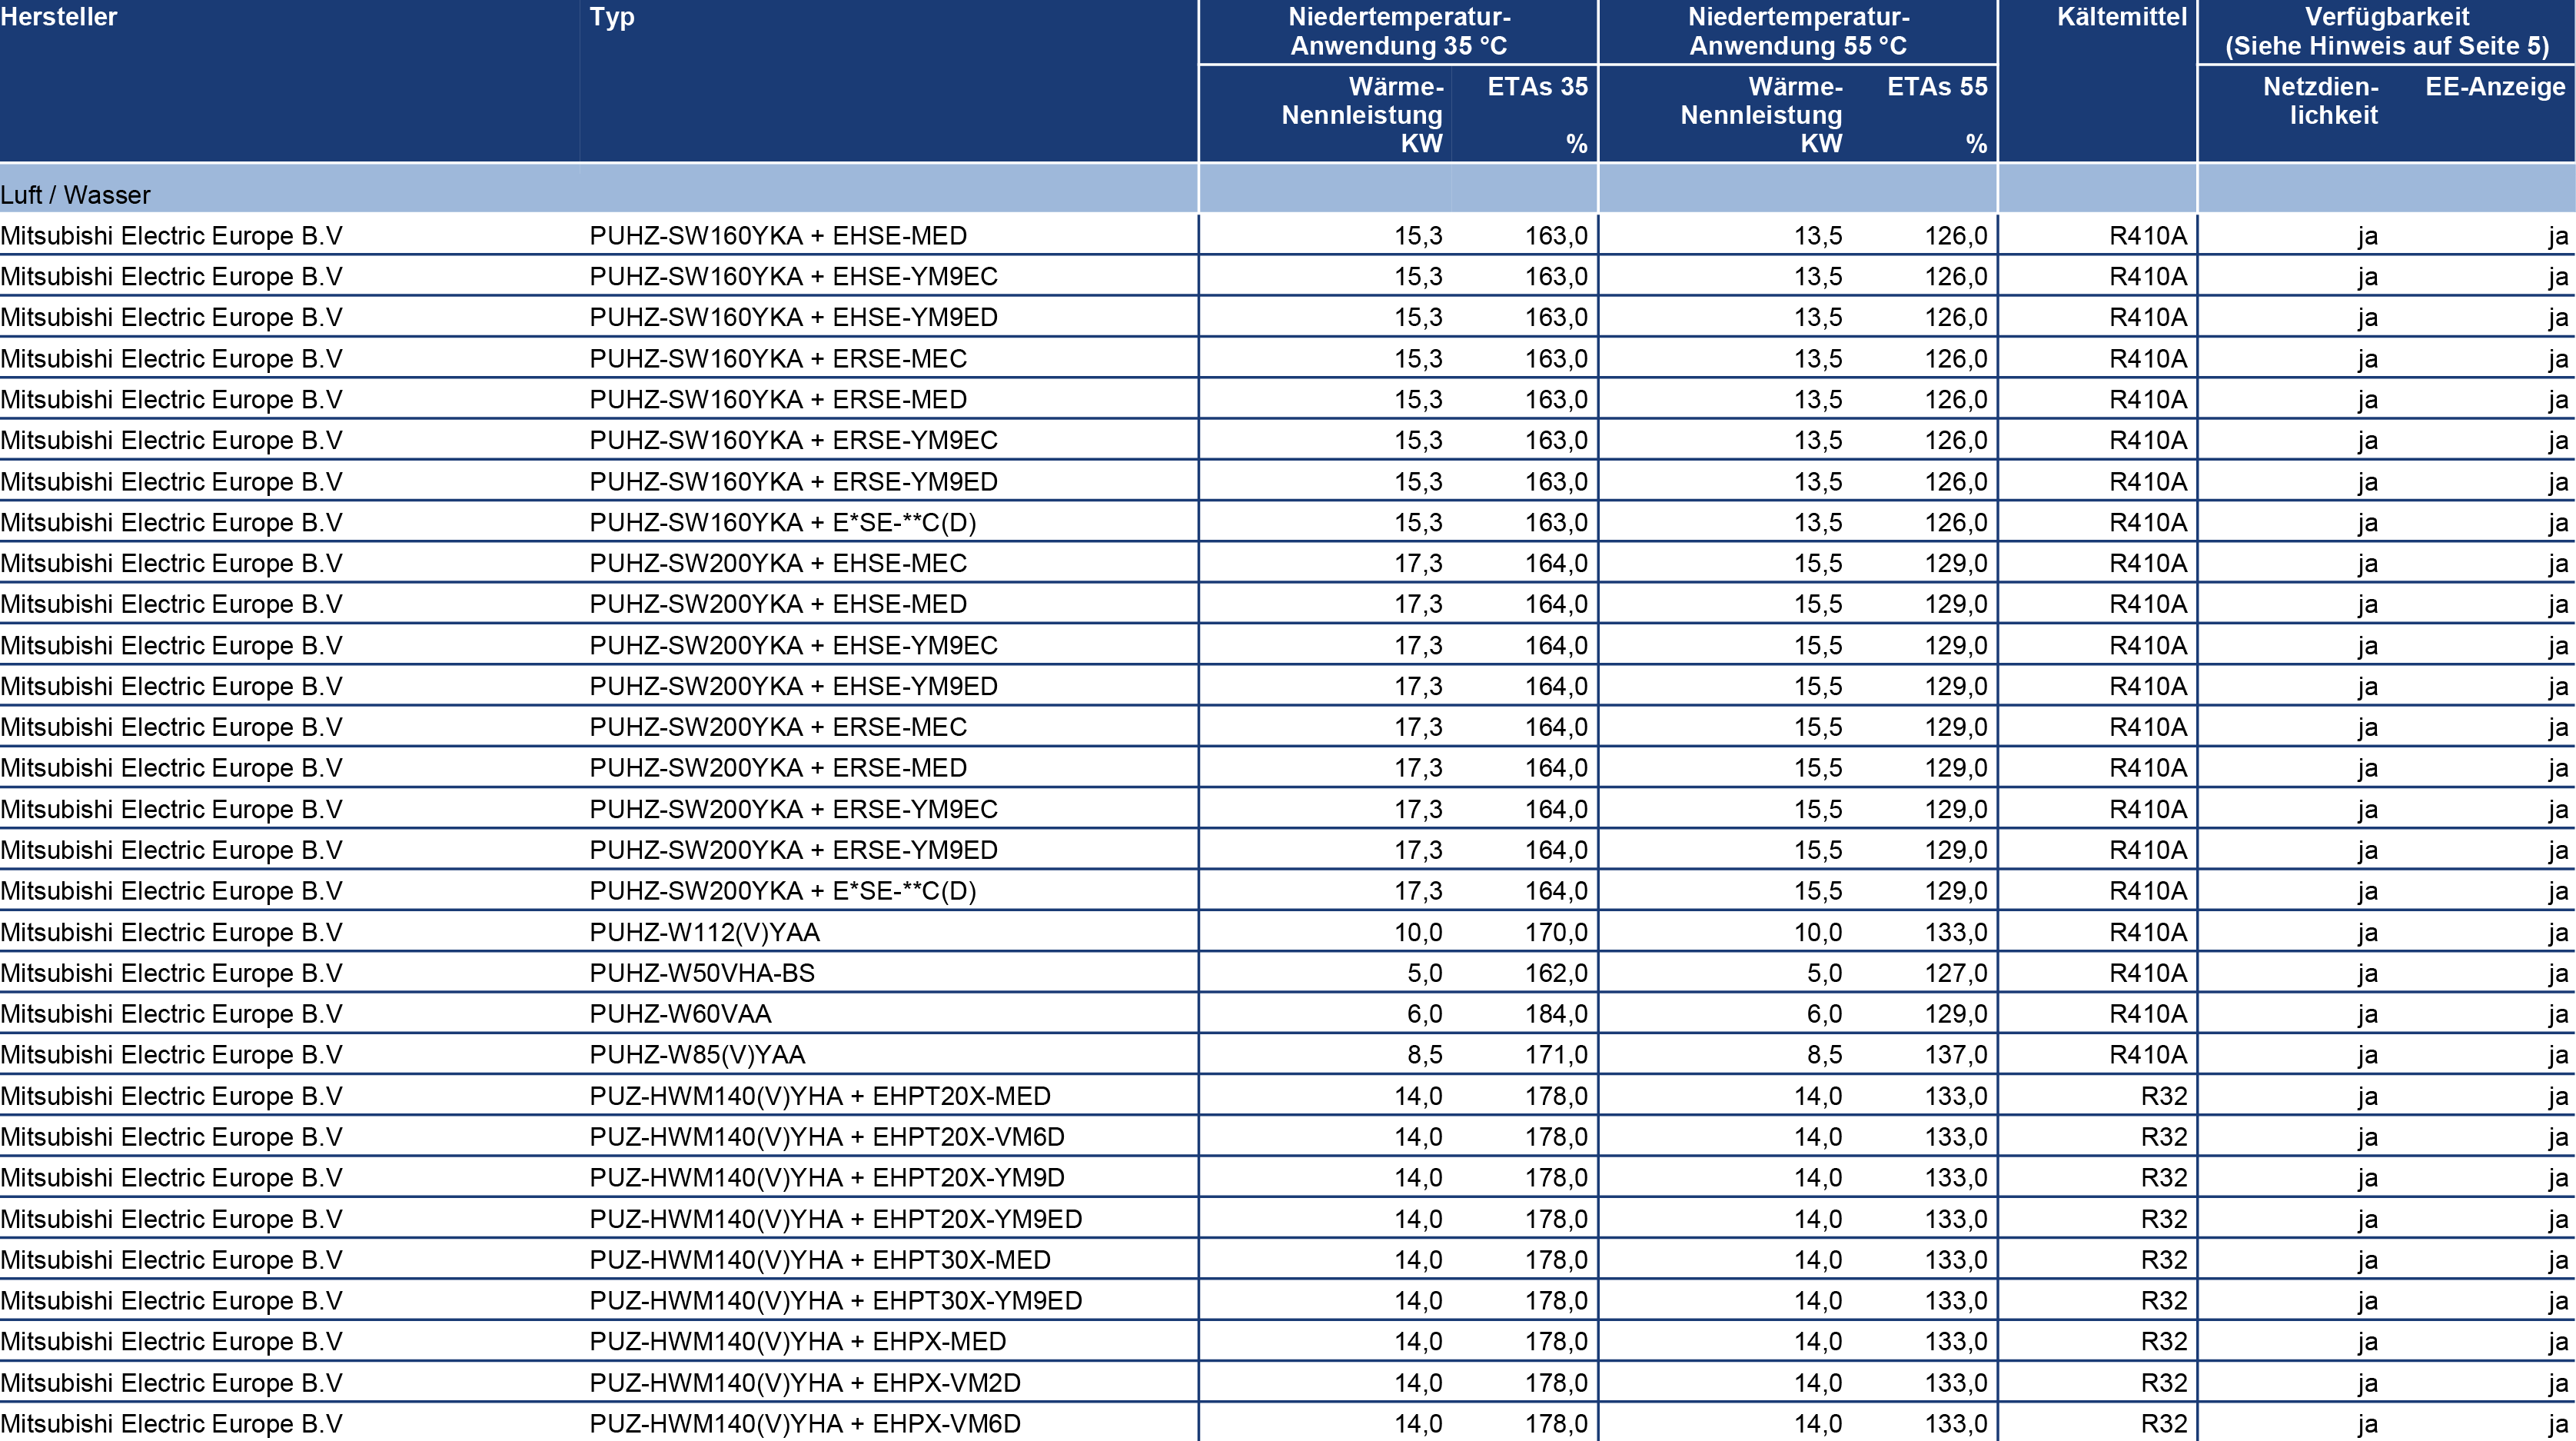 Hersteller Typ Niedertemperatur- Niedertemperatur- Kältemittel Verfügbarkeit
Anwendung 35 °C Anwendung 55 °C (Siehe Hinweis auf Seite 5)
Wärme- ETAs 35 Wärme- ETAs 55 Netzdien- EE-Anzeige
Nennleistung Nennleistung lichkeit
KW % KW %
Luft / Wasser
Mitsubishi Electric Europe B.V PUHZ-SW160YKA + EHSE-MED 15,3 163,0 13,5 126,0 R410A ja ja
Mitsubishi Electric Europe B.V PUHZ-SW160YKA + EHSE-YM9EC 15,3 163,0 13,5 126,0 R410A ja ja
Mitsubishi Electric Europe B.V PUHZ-SW160YKA + EHSE-YM9ED 15,3 163,0 13,5 126,0 R410A ja ja
Mitsubishi Electric Europe B.V PUHZ-SW160YKA + ERSE-MEC 15,3 163,0 13,5 126,0 R410A ja ja
Mitsubishi Electric Europe B.V PUHZ-SW160YKA + ERSE-MED 15,3 163,0 13,5 126,0 R410A ja ja
Mitsubishi Electric Europe B.V PUHZ-SW160YKA + ERSE-YM9EC 15,3 163,0 13,5 126,0 R410A ja ja
Mitsubishi Electric Europe B.V PUHZ-SW160YKA + ERSE-YM9ED 15,3 163,0 13,5 126,0 R410A ja ja
Mitsubishi Electric Europe B.V PUHZ-SW160YKA + E*SE-**C(D) 15,3 163,0 13,5 126,0 R410A ja ja
Mitsubishi Electric Europe B.V PUHZ-SW200YKA + EHSE-MEC 17,3 164,0 15,5 129,0 R410A ja ja
Mitsubishi Electric Europe B.V PUHZ-SW200YKA + EHSE-MED 17,3 164,0 15,5 129,0 R410A ja ja
Mitsubishi Electric Europe B.V PUHZ-SW200YKA + EHSE-YM9EC 17,3 164,0 15,5 129,0 R410A ja ja
Mitsubishi Electric Europe B.V PUHZ-SW200YKA + EHSE-YM9ED 17,3 164,0 15,5 129,0 R410A ja ja
Mitsubishi Electric Europe B.V PUHZ-SW200YKA + ERSE-MEC 17,3 164,0 15,5 129,0 R410A ja ja
Mitsubishi Electric Europe B.V PUHZ-SW200YKA + ERSE-MED 17,3 164,0 15,5 129,0 R410A ja ja
Mitsubishi Electric Europe B.V PUHZ-SW200YKA + ERSE-YM9EC 17,3 164,0 15,5 129,0 R410A ja ja
Mitsubishi Electric Europe B.V PUHZ-SW200YKA + ERSE-YM9ED 17,3 164,0 15,5 129,0 R410A ja ja
Mitsubishi Electric Europe B.V PUHZ-SW200YKA + E*SE-**C(D) 17,3 164,0 15,5 129,0 R410A ja ja
Mitsubishi Electric Europe B.V PUHZ-W112(V)YAA 10,0 170,0 10,0 133,0 R410A ja ja
Mitsubishi Electric Europe B.V PUHZ-W50VHA-BS 5,0 162,0 5,0 127,0 R410A ja ja
Mitsubishi Electric Europe B.V PUHZ-W60VAA 6,0 184,0 6,0 129,0 R410A ja ja
Mitsubishi Electric Europe B.V PUHZ-W85(V)YAA 8,5 171,0 8,5 137,0 R410A ja ja
Mitsubishi Electric Europe B.V PUZ-HWM140(V)YHA + EHPT20X-MED 14,0 178,0 14,0 133,0 R32 ja ja
Mitsubishi Electric Europe B.V PUZ-HWM140(V)YHA + EHPT20X-VM6D 14,0 178,0 14,0 133,0 R32 ja ja
Mitsubishi Electric Europe B.V PUZ-HWM140(V)YHA + EHPT20X-YM9D 14,0 178,0 14,0 133,0 R32 ja ja
Mitsubishi Electric Europe B.V PUZ-HWM140(V)YHA + EHPT20X-YM9ED 14,0 178,0 14,0 133,0 R32 ja ja
Mitsubishi Electric Europe B.V PUZ-HWM140(V)YHA + EHPT30X-MED 14,0 178,0 14,0 133,0 R32 ja ja
Mitsubishi Electric Europe B.V PUZ-HWM140(V)YHA + EHPT30X-YM9ED 14,0 178,0 14,0 133,0 R32 ja ja
Mitsubishi Electric Europe B.V PUZ-HWM140(V)YHA + EHPX-MED 14,0 178,0 14,0 133,0 R32 ja ja
Mitsubishi Electric Europe B.V PUZ-HWM140(V)YHA + EHPX-VM2D 14,0 178,0 14,0 133,0 R32 ja ja
Mitsubishi Electric Europe B.V PUZ-HWM140(V)YHA + EHPX-VM6D 14,0 178,0 14,0 133,0 R32 ja ja